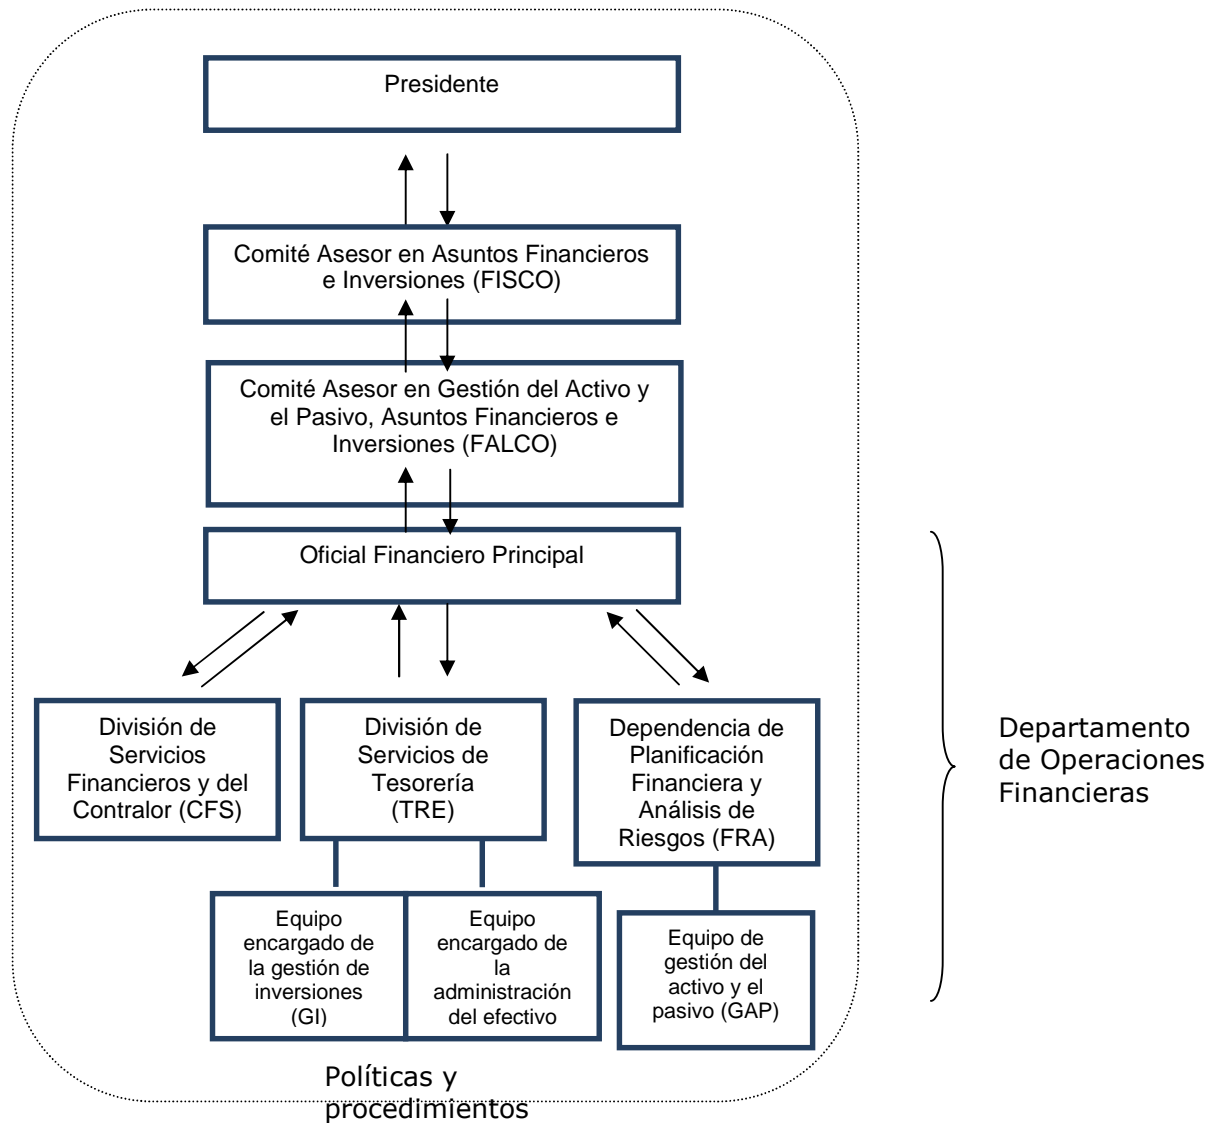 Presidente
Comité Asesor en Asuntos Financieros
e Inversiones (FISCO)
Comité Asesor en Gestión del Activo y
el Pasivo, Asuntos Financieros e
Inversiones (FALCO)
Oficial Financiero Principal
División de
Servicios
Financieros y del
Contralor (CFS)
División de
Servicios de
Tesorería
(TRE)
Dependencia de
Planificación
Financiera y
Análisis de
Riesgos (FRA)
Departamento
de Operaciones
Financieras
Equipo
encargado de
la gestión de
inversiones
(GI)
Equipo
encargado de
la
administración
del efectivo
Equipo de
gestión del
activo y el
pasivo (GAP)
Políticas y
procedimientos